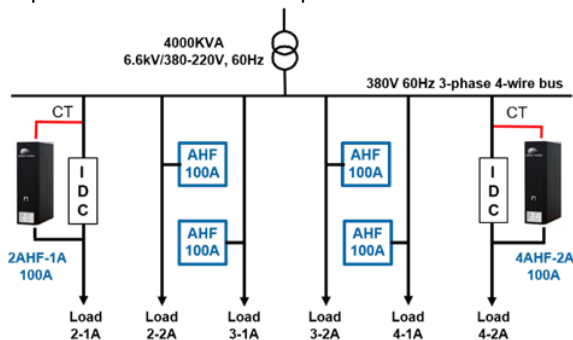 4000KVA
6.6kV/380-220V, 60Hz
380V 60Hz 3-phase 4-wire bus
CT
CT
AHF
100A
AHF
100A
I
D
C
I
D
C
AHF
100A
AHF
100A
2AHF-1A
100A
4AHF-2A
100A
Load
2-1A
Load
2-2A
Load
3-1A
Load
3-2A
Load
4-1A
Load
4-2A